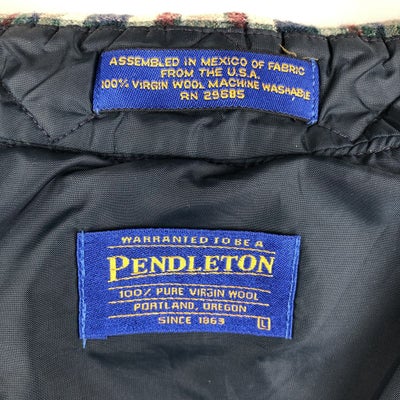 ASSEMBLED IN MEXICO OF FABRIC
FROM THE U.S.A.
100% VIRGIN WOOL MACHINE WASHABLE
RN 29685
WARRANTED TO BE A
PENDLETON
100% PURE VIRGIN WOOL
PORTLAND, OREGON
SINCE 1863 L